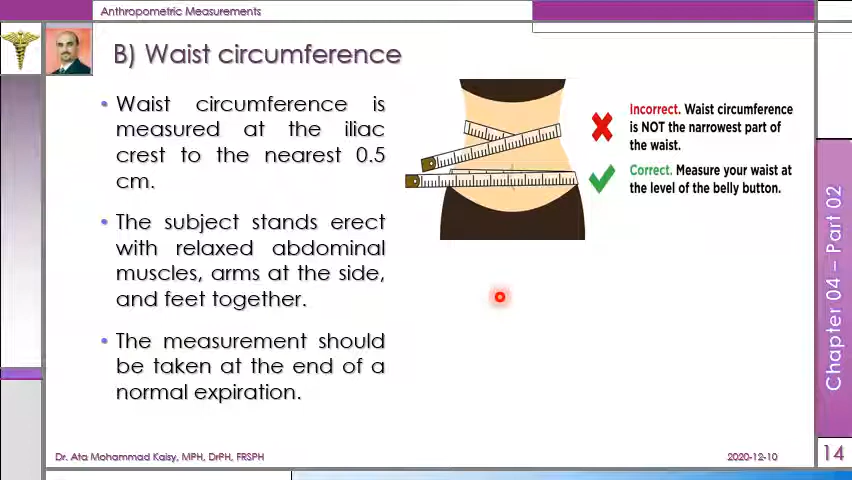 Anthropometric Measurements
B) Waist circumference
• Waist circumference is
measured at the iliac
crest to the nearest 0.5
cm.
• The subject stands erect
with relaxed abdominal
muscles, arms at the side,
and feet together.
• The measurement should
be taken at the end of a
normal expiration.
Incorrect. Waist circumference
is NOT the narrowest part of
the waist.
Correct. Measure your waist at
the level of the belly button.
Chapter 04 – Part 02
Dr. Ata Mohammad Kaisy, MPH, DrPH, FRSPH
2020-12-10
14